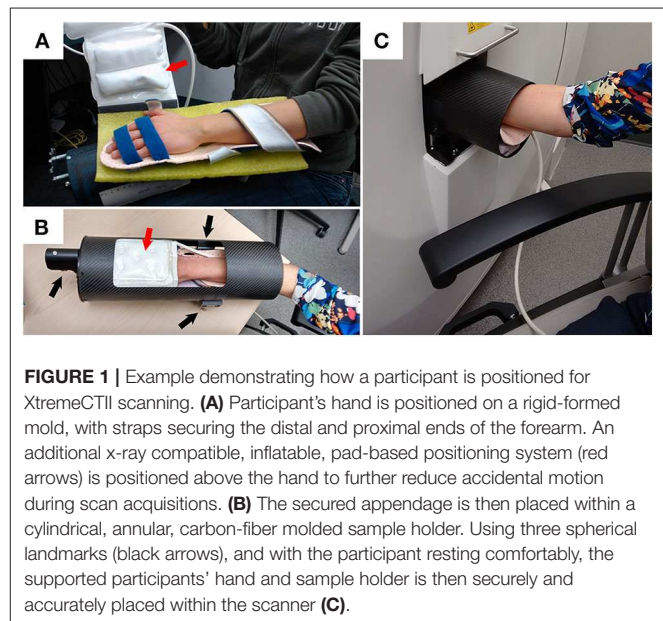 A
C
B
FIGURE 1 | Example demonstrating how a participant is positioned for
XtremeCTII scanning. (A) Participant's hand is positioned on a rigid-formed
mold, with straps securing the distal and proximal ends of the forearm. An
additional x-ray compatible, inflatable, pad-based positioning system (red
arrows) is positioned above the hand to further reduce accidental motion
during scan acquisitions. (B) The secured appendage is then placed within a
cylindrical, annular, carbon-fiber molded sample holder. Using three spherical
landmarks (black arrows), and with the participant resting comfortably, the
supported participants' hand and sample holder is then securely and
accurately placed within the scanner (C).